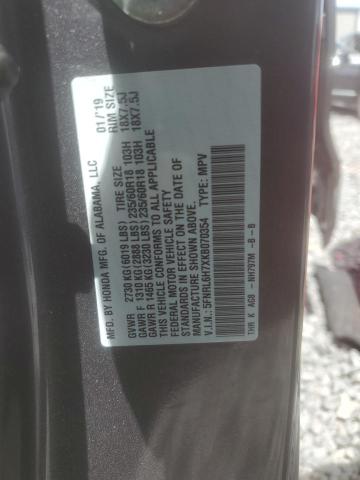 MFD. BY HONDA MFG. OF ALABAMA, LLC 01/'19
TIRE SIZE RIM SIZE
GVWR 2730 KG (6019 LBS)
GAWR F 1310 KG (2888 LBS) 235/60R18 103H 18X7.5J
GAWR R 1465 KG (3230 LBS) 235/60R18 103H 18X7.5J
THIS VEHICLE CONFORMS TO ALL APPLICABLE
FEDERAL MOTOR VEHICLE SAFETY
STANDARDS IN EFFECT ON THE DATE OF
MANUFACTURE SHOWN ABOVE.
V.I.N.: 5FNRL6H7XKB070354 TYPE: MPV
THR K AG8 - NH797M -B -B